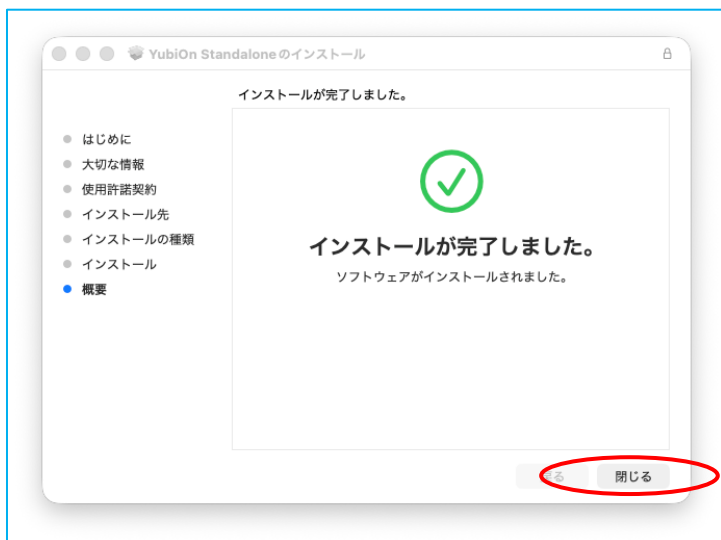 YubiOn Standaloneのインストール
インストールが完了しました。
はじめに
大切な情報
使用許諾契約
インストール先
インストールの種類
インストール
概要
インストールが完了しました。
ソフトウェアがインストールされました。
閉じる